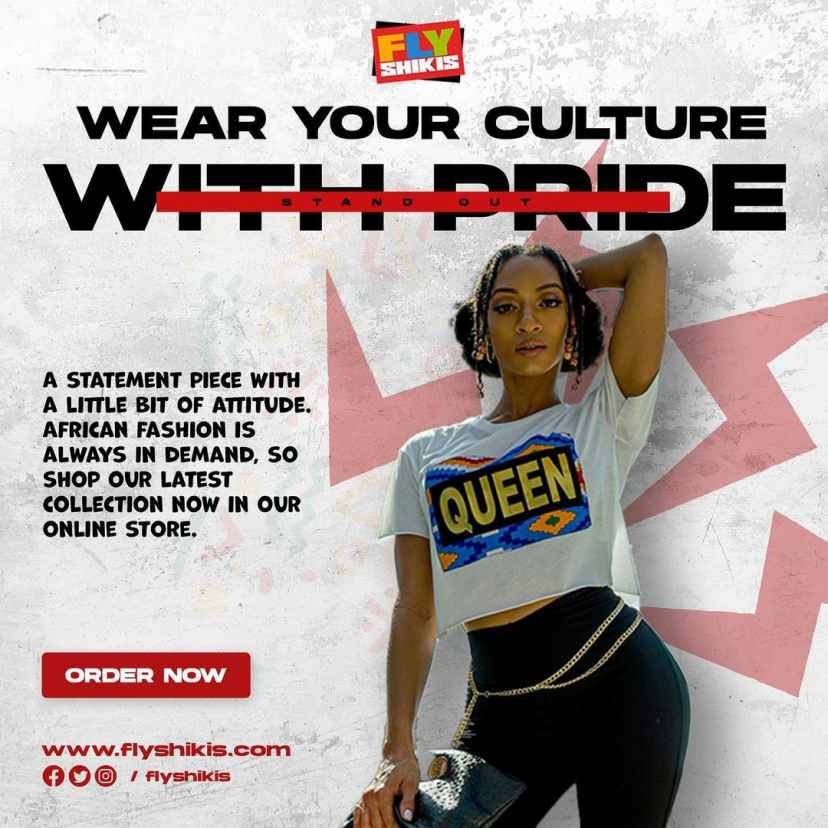 FLY
SHIKIS
WEAR YOUR CULTURE
WITH PRIDE
STAND OUT
A STATEMENT PIECE WITH
A LITTLE BIT OF ATTITUDE.
AFRICAN FASHION IS
ALWAYS IN DEMAND, SO
SHOP OUR LATEST
COLLECTION NOW IN OUR
ONLINE STORE.
QUEEN
ORDER NOW
www.flyshikis.com
/ flyshikis